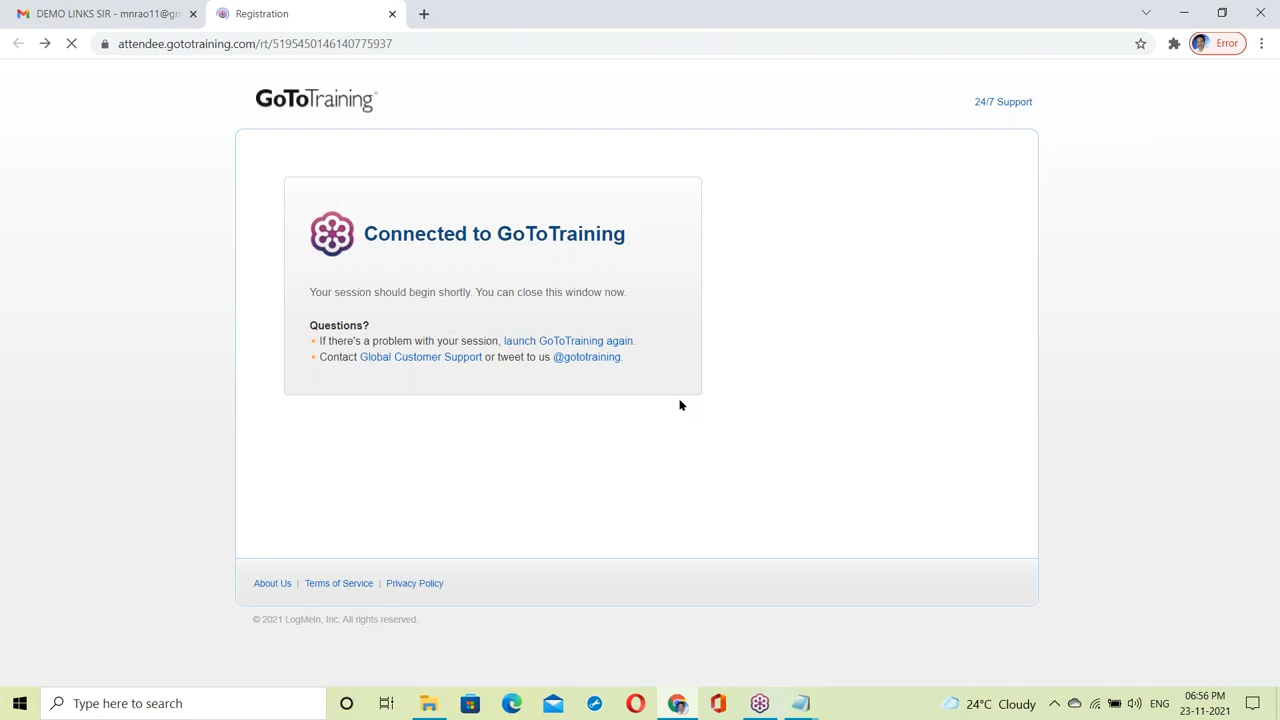 DEMO LINKS SIR - mnrao11@gm
Registration
attendee.gototraining.com/rt/5195450146140775937
Error
GoToTraining
24/7 Support
Connected to GoToTraining
Your session should begin shortly. You can close this window now.
Questions?
If there's a problem with your session, launch GoToTraining again.
Contact Global Customer Support or tweet to us @gototraining.
About Us | Terms of Service | Privacy Policy
© 2021 LogMeIn, Inc. All rights reserved.
Type here to search
24°C Cloudy
ENG
06:56 PM
23-11-2021